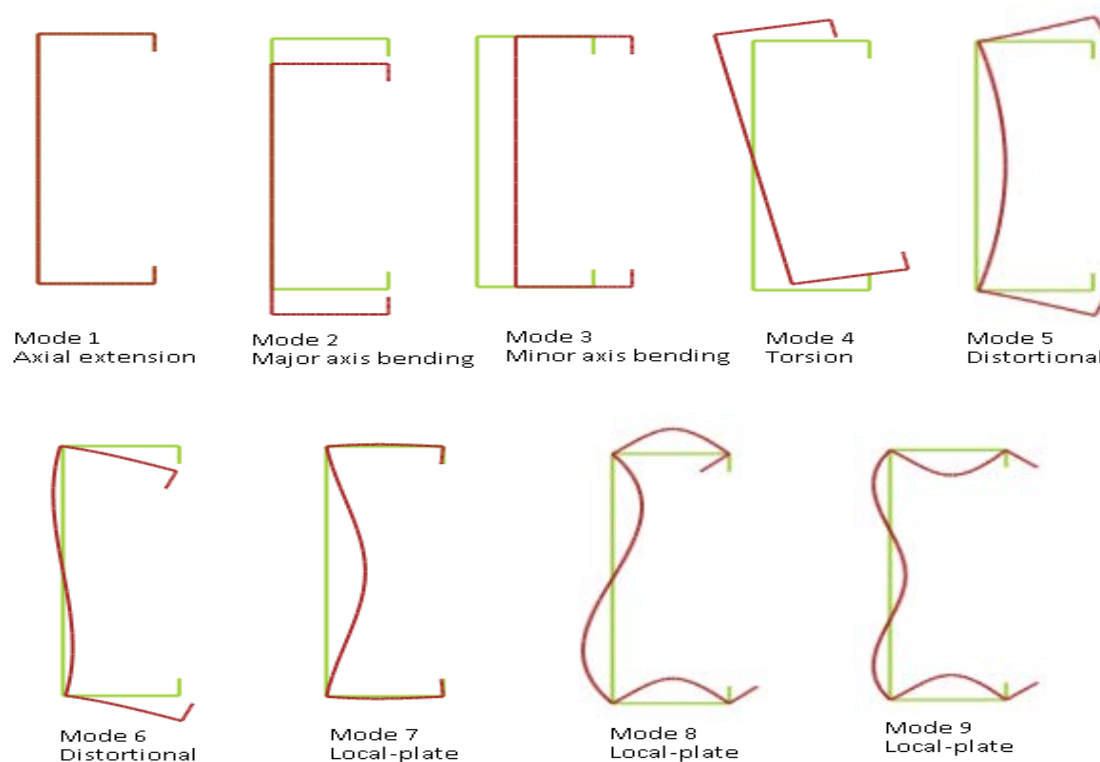 Mode 1
Axial extension
Mode 2
Major axis bending
Mode 3
Minor axis bending
Mode 4
Torsion
Mode 5
Distortional
Mode 6
Distortional
Mode 7
Local-plate
Mode 8
Local-plate
Mode 9
Local-plate